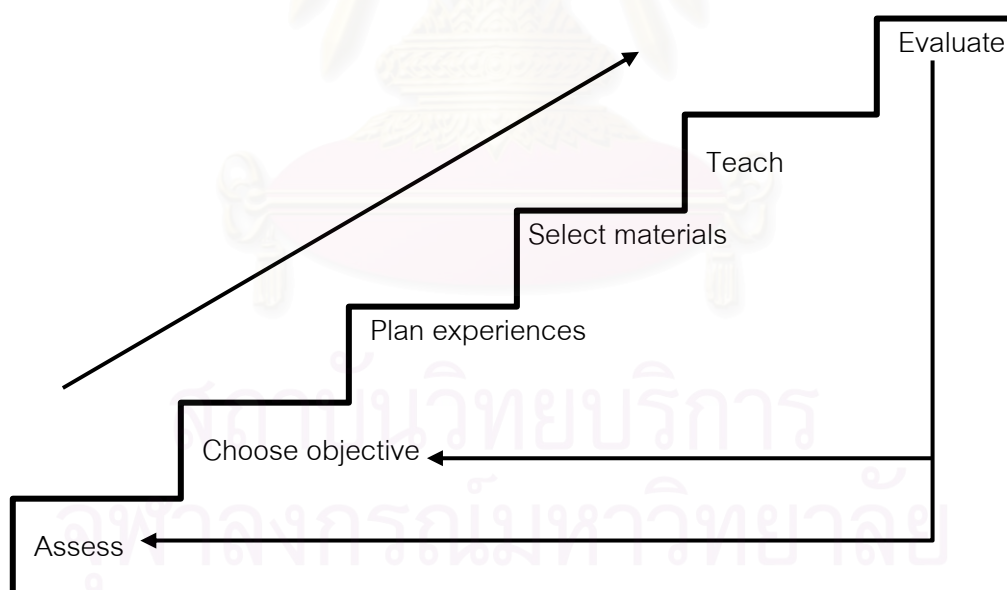 Evaluate
Teach
Select materials
Plan experiences
สถาบันวิทยบริการ
Choose objective
จุฬาลงกรณ์มหาวิทยาลัย
Assess